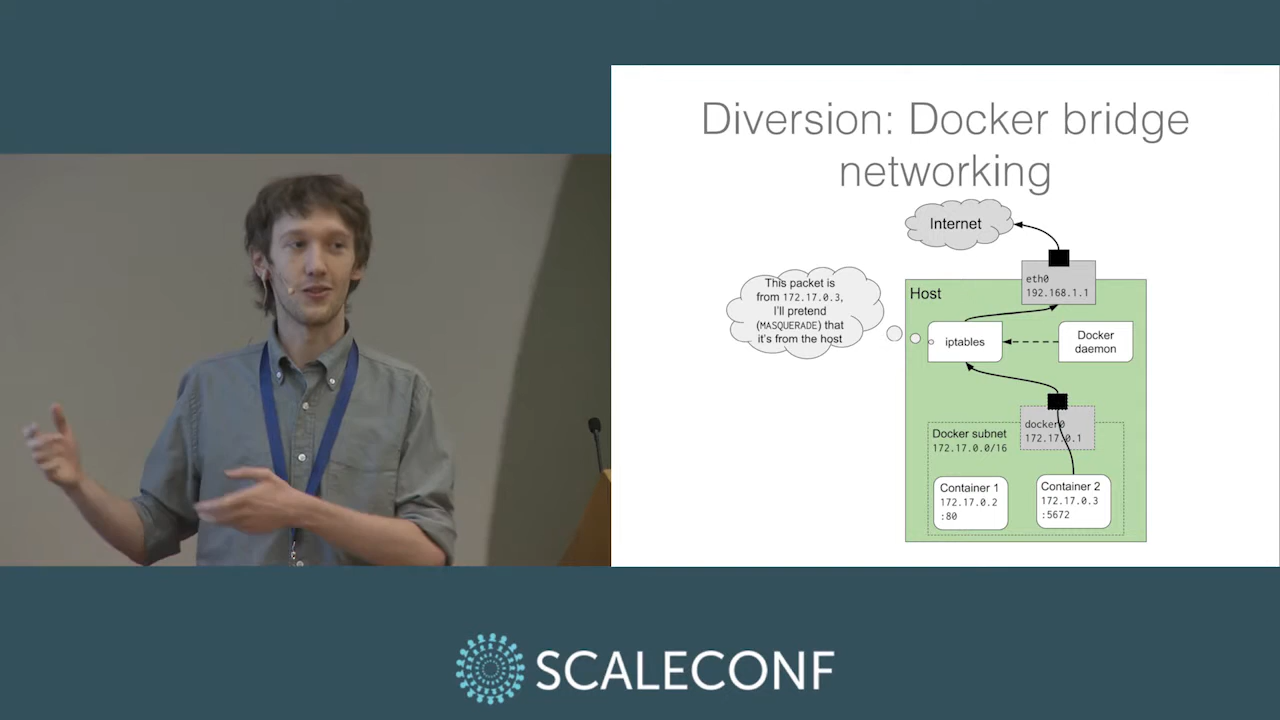 Diversion: Docker bridge
networking
Internet
This packet is
from 172.17.0.3,
I'll pretend
(MASQUERADE) that
it's from the host
eth0
192.168.1.1
Host
iptables
Docker
daemon
docker0
172.17.0.1
Docker subnet
172.17.0.0/16
Container 1
172.17.0.2
:80
Container 2
172.17.0.3
:5672
SCALECONF